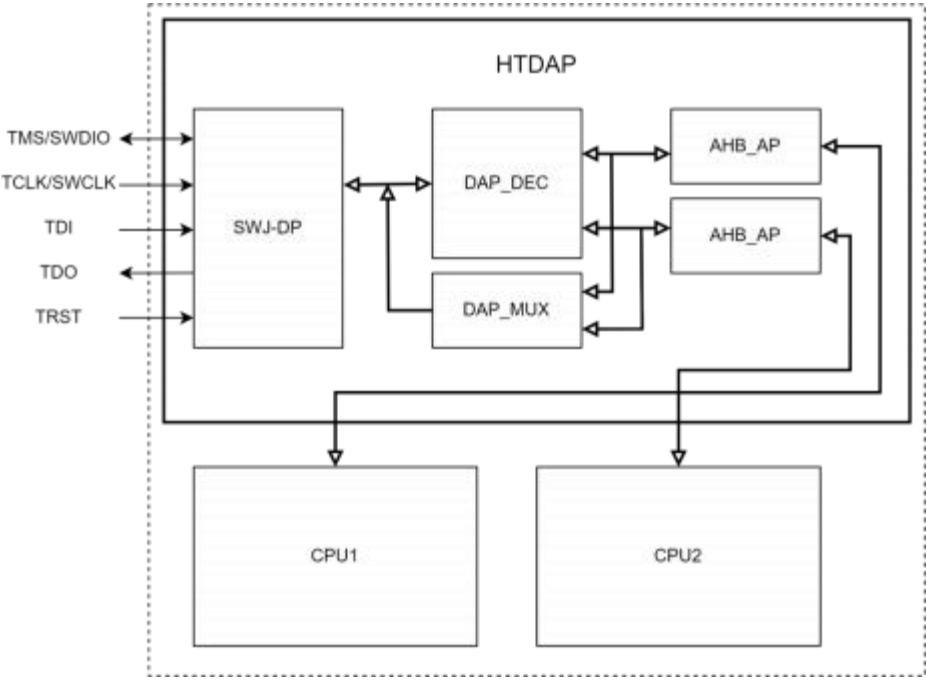 HTDAP
TMS/SWDIO
TCLK/SWCLK
TDI
TDO
TRST
SWJ-DP
DAP_DEC
DAP_MUX
AHB_AP
AHB_AP
CPU1
CPU2